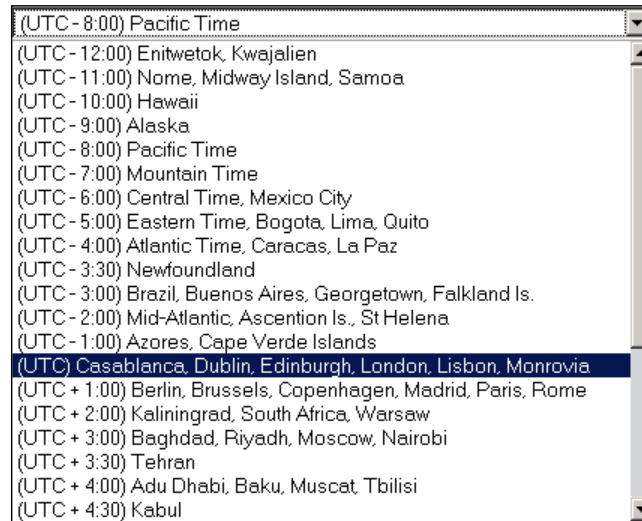 (UTC - 8:00) Pacific Time
(UTC - 12:00) Enitwetok, Kwajalien
(UTC - 11:00) Nome, Midway Island, Samoa
(UTC - 10:00) Hawaii
(UTC - 9:00) Alaska
(UTC - 8:00) Pacific Time
(UTC - 7:00) Mountain Time
(UTC - 6:00) Central Time, Mexico City
(UTC - 5:00) Eastern Time, Bogota, Lima, Quito
(UTC - 4:00) Atlantic Time, Caracas, La Paz
(UTC - 3:30) Newfoundland
(UTC - 3:00) Brazil, Buenos Aires, Georgetown, Falkland Is.
(UTC - 2:00) Mid-Atlantic, Ascention Is., St Helena
(UTC - 1:00) Azores, Cape Verde Islands
(UTC) Casablanca, Dublin, Edinburgh, London, Lisbon, Monrovia
(UTC + 1:00) Berlin, Brussels, Copenhagen, Madrid, Paris, Rome
(UTC + 2:00) Kaliningrad, South Africa, Warsaw
(UTC + 3:00) Baghdad, Riyadh, Moscow, Nairobi
(UTC + 3:30) Tehran
(UTC + 4:00) Adu Dhabi, Baku, Muscat, Tbilisi
(UTC + 4:30) Kabul